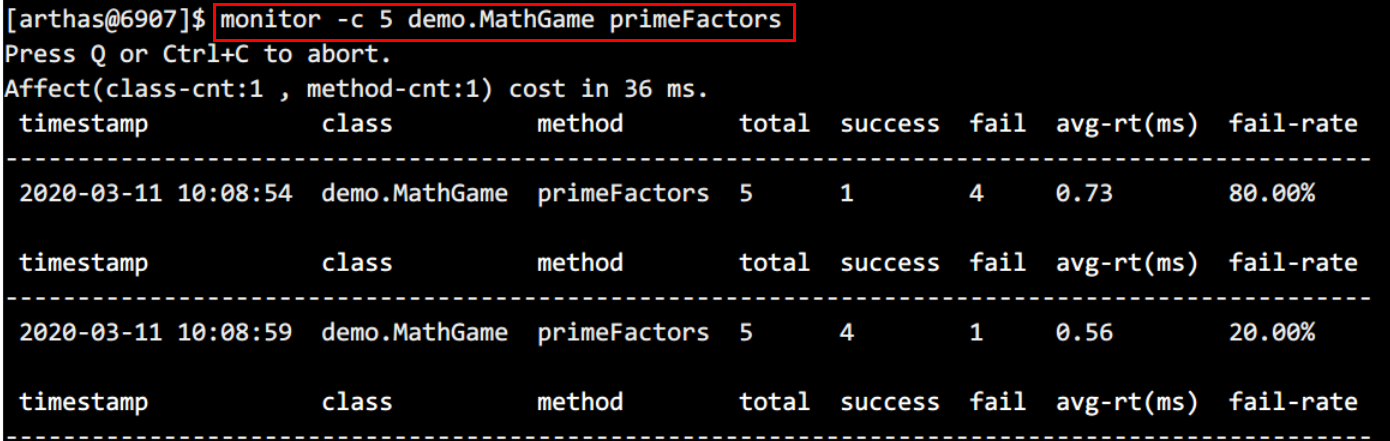 [arthas@6907]$ monitor -c 5 demo.MathGame primeFactors
Press Q or Ctrl+C to abort.
Affect(class-cnt:1 , method-cnt:1) cost in 36 ms.
timestamp class method total success fail avg-rt(ms) fail-rate
-----------------------------------------------------------------------------------------------
2020-03-11 10:08:54 demo.MathGame primeFactors 5 1 4 0.73 80.00%
timestamp class method total success fail avg-rt(ms) fail-rate
-----------------------------------------------------------------------------------------------
2020-03-11 10:08:59 demo.MathGame primeFactors 5 4 1 0.56 20.00%
timestamp class method total success fail avg-rt(ms) fail-rate
-----------------------------------------------------------------------------------------------